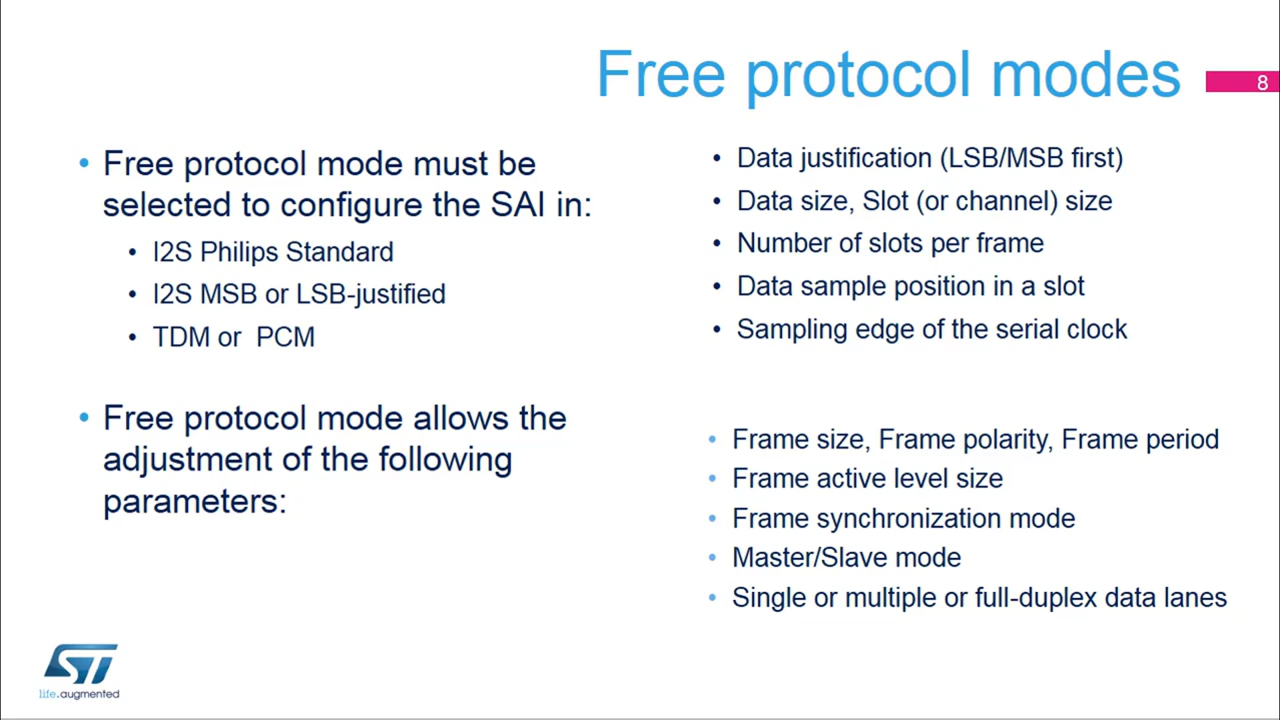 Free protocol modes
8
• Free protocol mode must be
selected to configure the SAI in:
• I2S Philips Standard
• I2S MSB or LSB-justified
• TDM or PCM
• Free protocol mode allows the
adjustment of the following
parameters:
• Data justification (LSB/MSB first)
• Data size, Slot (or channel) size
• Number of slots per frame
• Data sample position in a slot
• Sampling edge of the serial clock
• Frame size, Frame polarity, Frame period
• Frame active level size
• Frame synchronization mode
• Master/Slave mode
• Single or multiple or full-duplex data lanes
ST
life.augmented